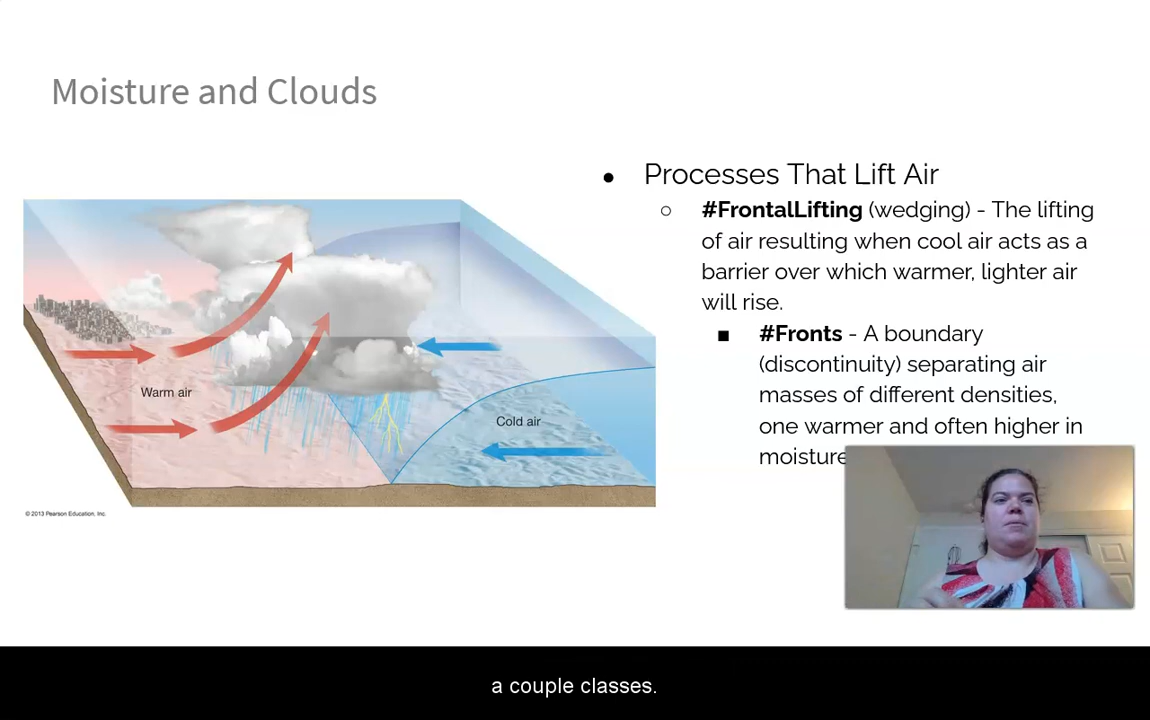 Moisture and Clouds
● Processes That Lift Air
○ #FrontalLifting (wedging) - The lifting
of air resulting when cool air acts as a
barrier over which warmer, lighter air
will rise.
■ #Fronts - A boundary
(discontinuity) separating air
masses of different densities,
one warmer and often higher in
moisture
Warm air
Cold air
© 2013 Pearson Education, Inc.
a couple classes.